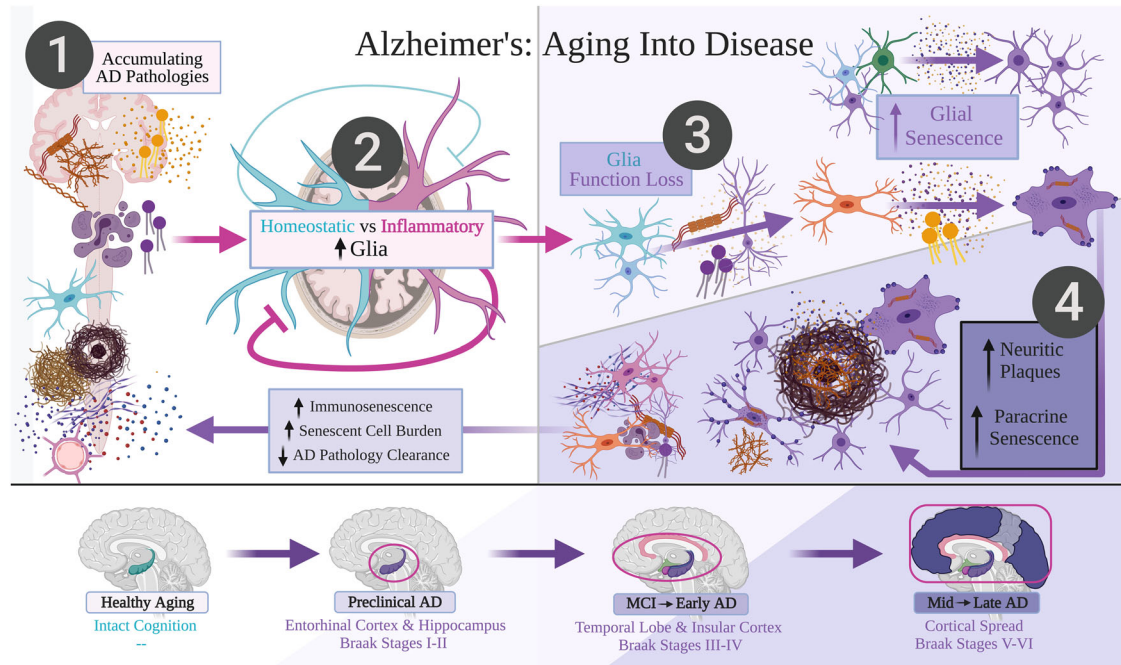 Alzheimer's: Aging Into Disease
1
Accumulating
AD Pathologies
2
Homeostatic vs Inflammatory
Glia
3
Glia
Function Loss
Glial
Senescence
4
Neuritic
Plaques
Paracrine
Senescence
Immunosenescence
Senescent Cell Burden
AD Pathology Clearance
Healthy Aging
Intact Cognition
--
Preclinical AD
Entorhinal Cortex & Hippocampus
Braak Stages I-II
MCI → Early AD
Temporal Lobe & Insular Cortex
Braak Stages III-IV
Mid → Late AD
Cortical Spread
Braak Stages V-VI